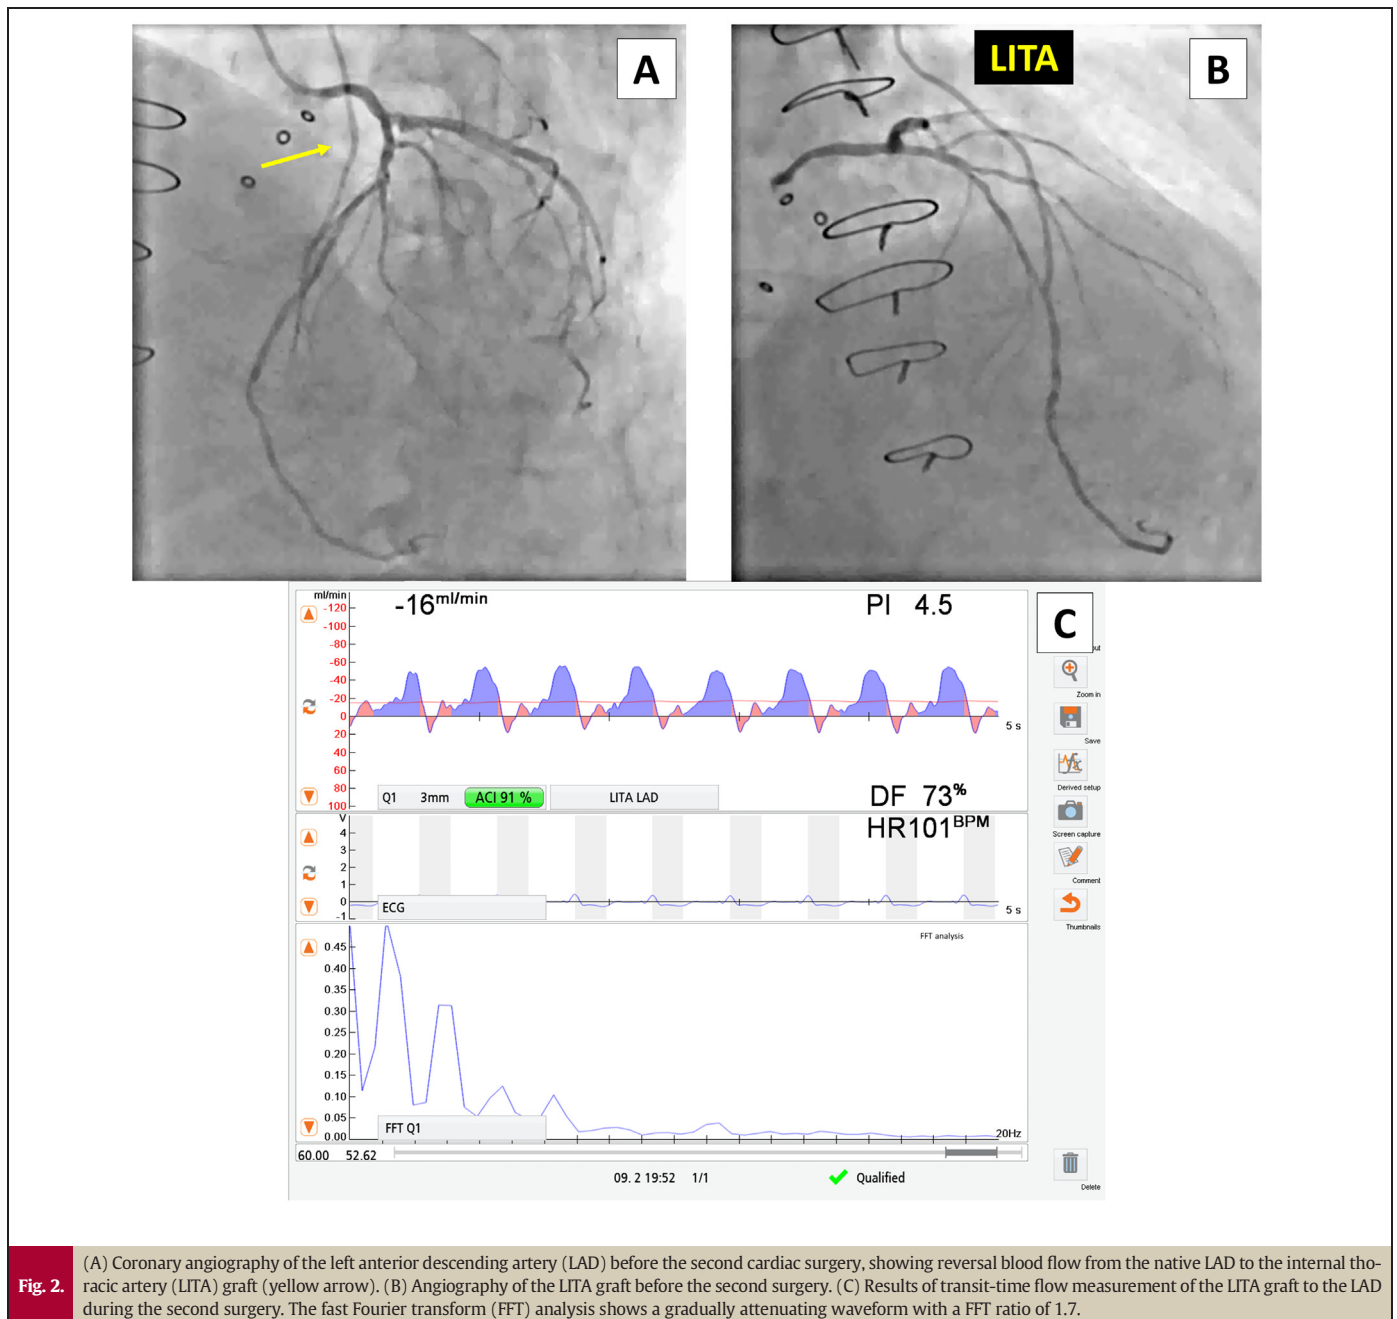 A
LITA
B
ml/min
-120
-100
-80
-60
-40
-20
0
20
40
60
80
100
-16 ml/min
PI 4.5
C
5 s
Q1 3mm ACI 91 % LITA LAD
DF 73%
HR101 BPM
V
4
3
2
1
0
-1
ECG
5 s
Zoom in
Save
Derived setup
Screen capture
Comment
Thumbnails
FFT analysis
0.45
0.40
0.35
0.30
0.25
0.20
0.15
0.10
0.05
0.00
FFT Q1
20Hz
60.00 52.62
09. 2 19:52 1/1 Qualified
Delete
Fig. 2.
(A) Coronary angiography of the left anterior descending artery (LAD) before the second cardiac surgery, showing reversal blood flow from the native LAD to the internal tho-
racic artery (LITA) graft (yellow arrow). (B) Angiography of the LITA graft before the second surgery. (C) Results of transit-time flow measurement of the LITA graft to the LAD
during the second surgery. The fast Fourier transform (FFT) analysis shows a gradually attenuating waveform with a FFT ratio of 1.7.